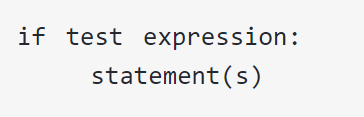 if test expression:
statement(s)